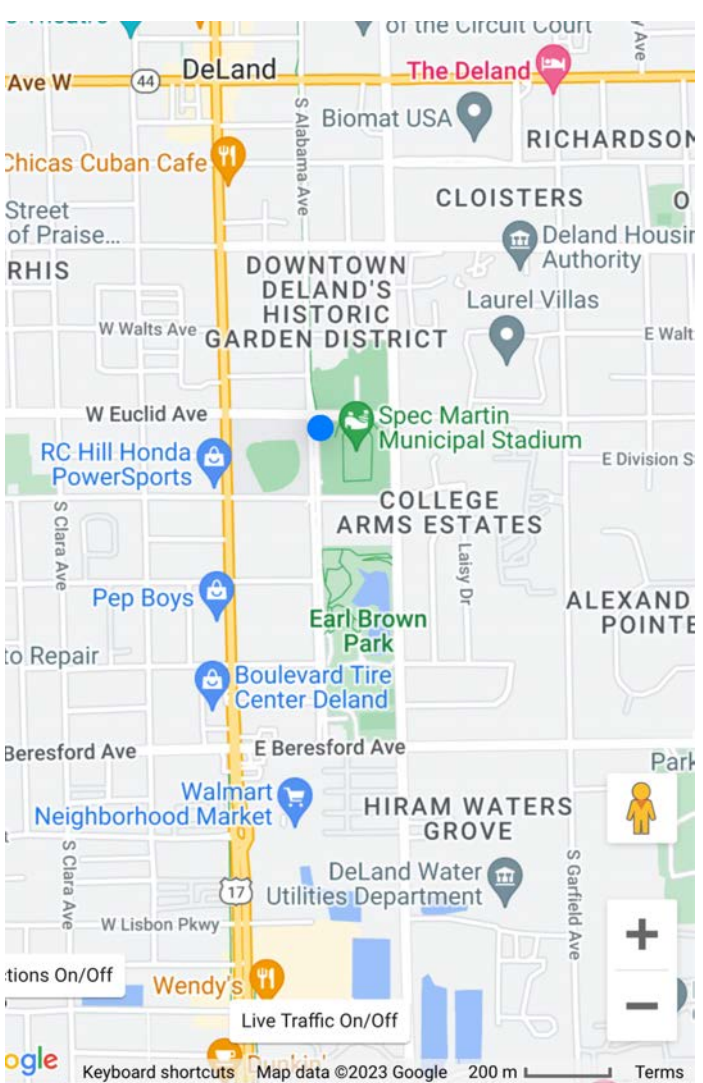 of the Circuit Court
Ave W
44
DeLand
The Deland
y Ave
S Alabama Ave
Biomat USA
RICHARDSON
Chicas Cuban Cafe
CLOISTERS
O
Street
of Praise...
Deland Housin
Authority
RHIS
DOWNTOWN
DELAND'S
HISTORIC
GARDEN DISTRICT
Laurel Villas
W Walts Ave
E Walt
W Euclid Ave
Spec Martin
Municipal Stadium
RC Hill Honda
PowerSports
E Division S
COLLEGE
ARMS ESTATES
S Clara Ave
Laisy Dr
Pep Boys
ALEXAND
POINTE
Earl Brown
Park
to Repair
Boulevard Tire
Center Deland
Beresford Ave
E Beresford Ave
Park
Walmart
Neighborhood Market
HIRAM WATERS
GROVE
S Clara Ave
DeLand Water
Utilities Department
S Garfield Ave
17
W Lisbon Pkwy
+
ctions On/Off
Wendy's
−
Live Traffic On/Off
ogle
Dunkin'
Keyboard shortcuts
Map data ©2023 Google
200 m
Terms